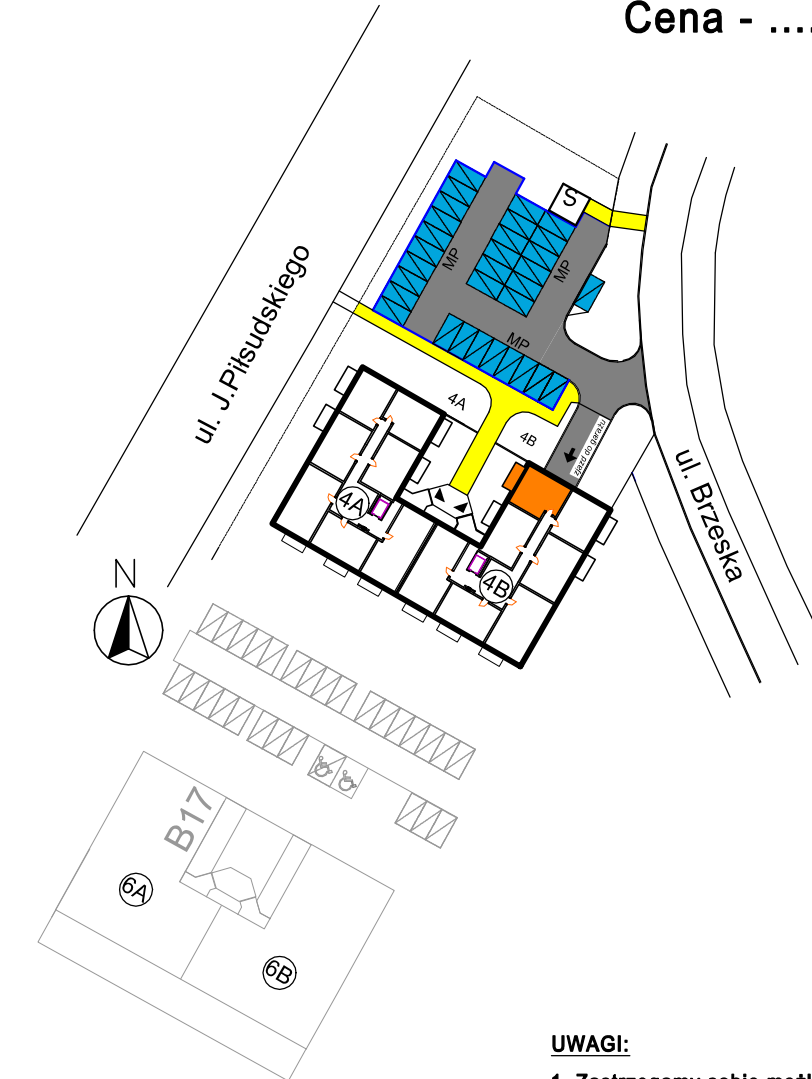 Cena - ....
S
MP
MP
MP
ul. J.Piłsudskiego
4A
4B
zjazd do garażu
ul. Brzeska
4A
4B
N
B17
6A
6B
UWAGI: